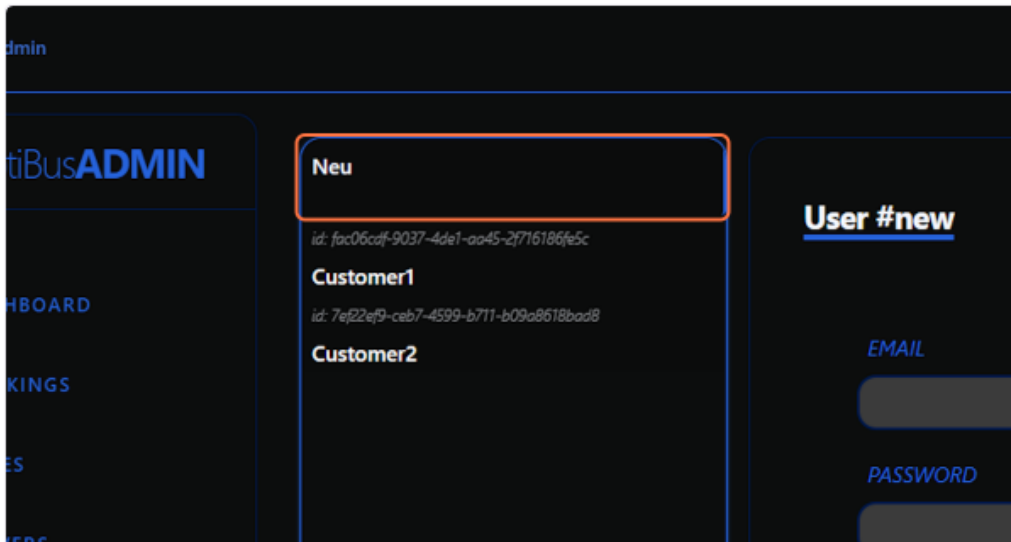 dmin
tiBusADMIN
HBOARD
KINGS
ES
Neu
id: fac06cdf-9037-4de1-aa45-2f716186fe5c
Customer1
id: 7ef22ef9-ceb7-4599-b711-b09a8618bad8
Customer2
User #new
EMAIL
PASSWORD